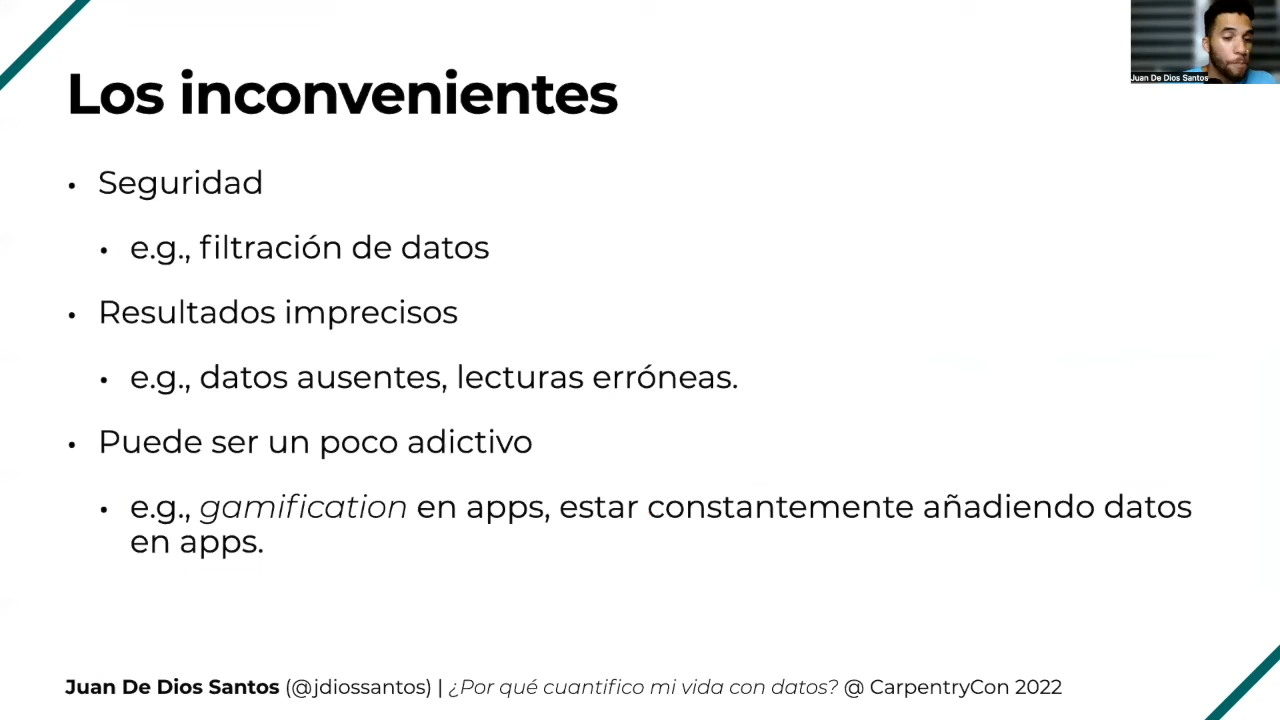 Juan De Dios Santos
Los inconvenientes
• Seguridad
• e.g., filtración de datos
• Resultados imprecisos
• e.g., datos ausentes, lecturas erróneas.
• Puede ser un poco adictivo
• e.g., gamification en apps, estar constantemente añadiendo datos
en apps.
Juan De Dios Santos (@jdiossantos) | ¿Por qué cuantifico mi vida con datos? @ CarpentryCon 2022